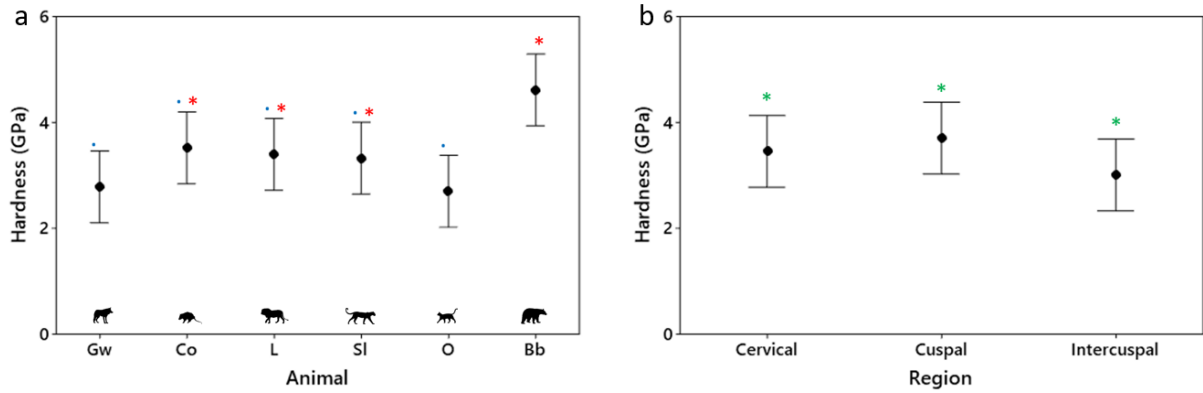 a
6
4
2
0
Hardness (GPa)
* * * *
Gw Co L Sl O Bb
Animal
b
6
4
2
0
Hardness (GPa)
* * *
Cervical Cuspal Intercuspal
Region